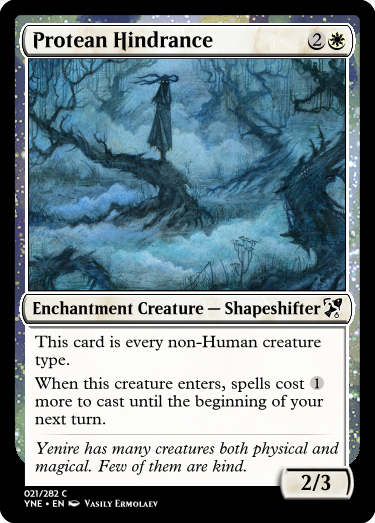 Protean Hindrance 2
Enchantment Creature — Shapeshifter
This card is every non-Human creature
type.
When this creature enters, spells cost 1
more to cast until the beginning of your
next turn.
Yenire has many creatures both physical and
magical. Few of them are kind.
2/3
021/282 C
YNE • EN Vasily Ermolaev